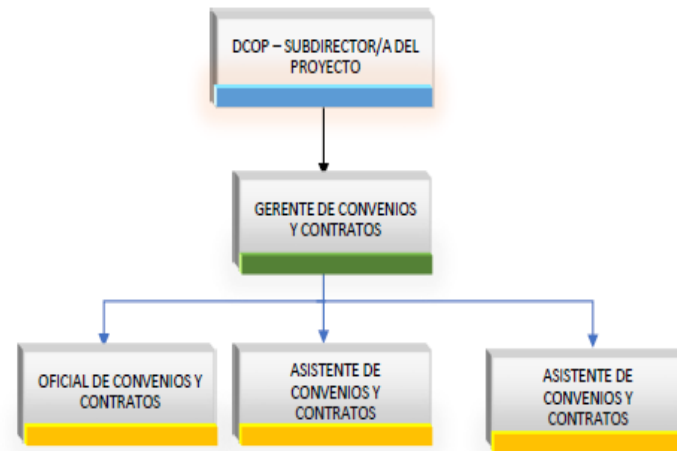 DCOP – SUBDIRECTOR/A DEL
PROYECTO
GERENTE DE CONVENIOS
Y CONTRATOS
OFICIAL DE CONVENIOS Y
CONTRATOS
ASISTENTE DE
CONVENIOS Y
CONTRATOS
ASISTENTE DE
CONVENIOS Y
CONTRATOS